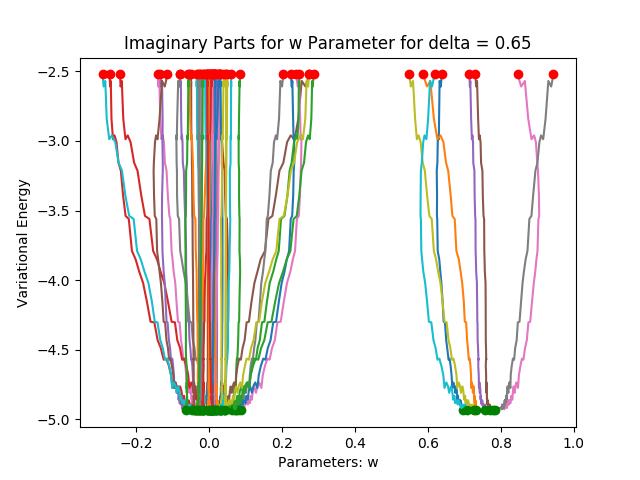 Imaginary Parts for w Parameter for delta = 0.65
−2.5
−3.0
−3.5
−4.0
−4.5
−5.0
Variational Energy
−0.2 0.0 0.2 0.4 0.6 0.8 1.0
Parameters: w